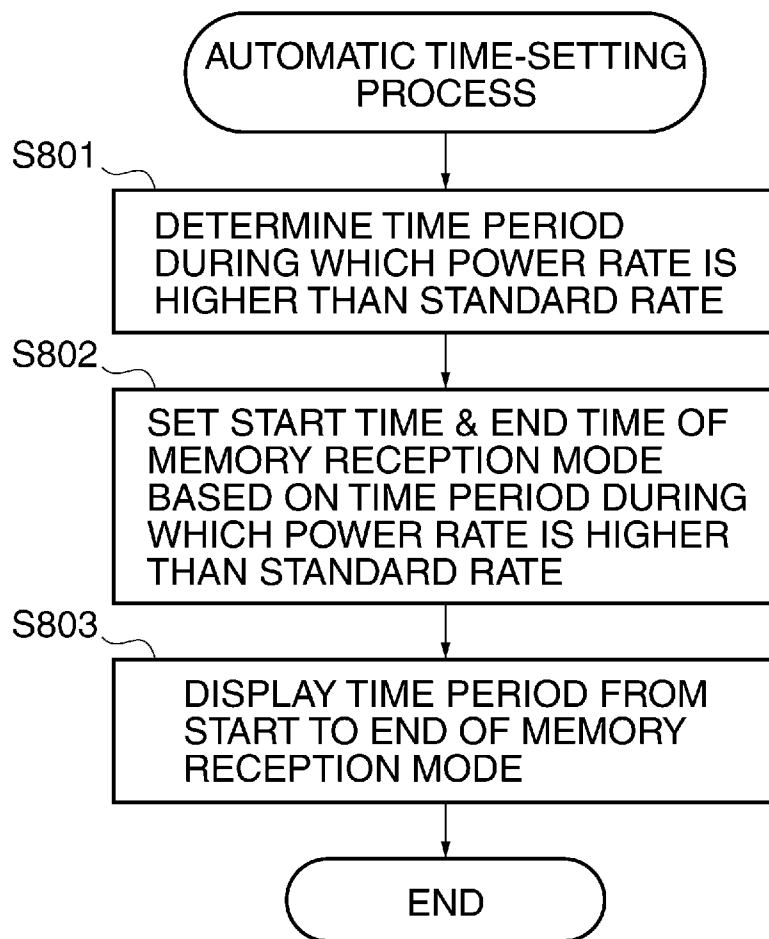 AUTOMATIC TIME-SETTING
PROCESS
S801
DETERMINE TIME PERIOD
DURING WHICH POWER RATE IS
HIGHER THAN STANDARD RATE
S802
SET START TIME & END TIME OF
MEMORY RECEPTION MODE
BASED ON TIME PERIOD DURING
WHICH POWER RATE IS HIGHER
THAN STANDARD RATE
S803
DISPLAY TIME PERIOD FROM
START TO END OF MEMORY
RECEPTION MODE
END